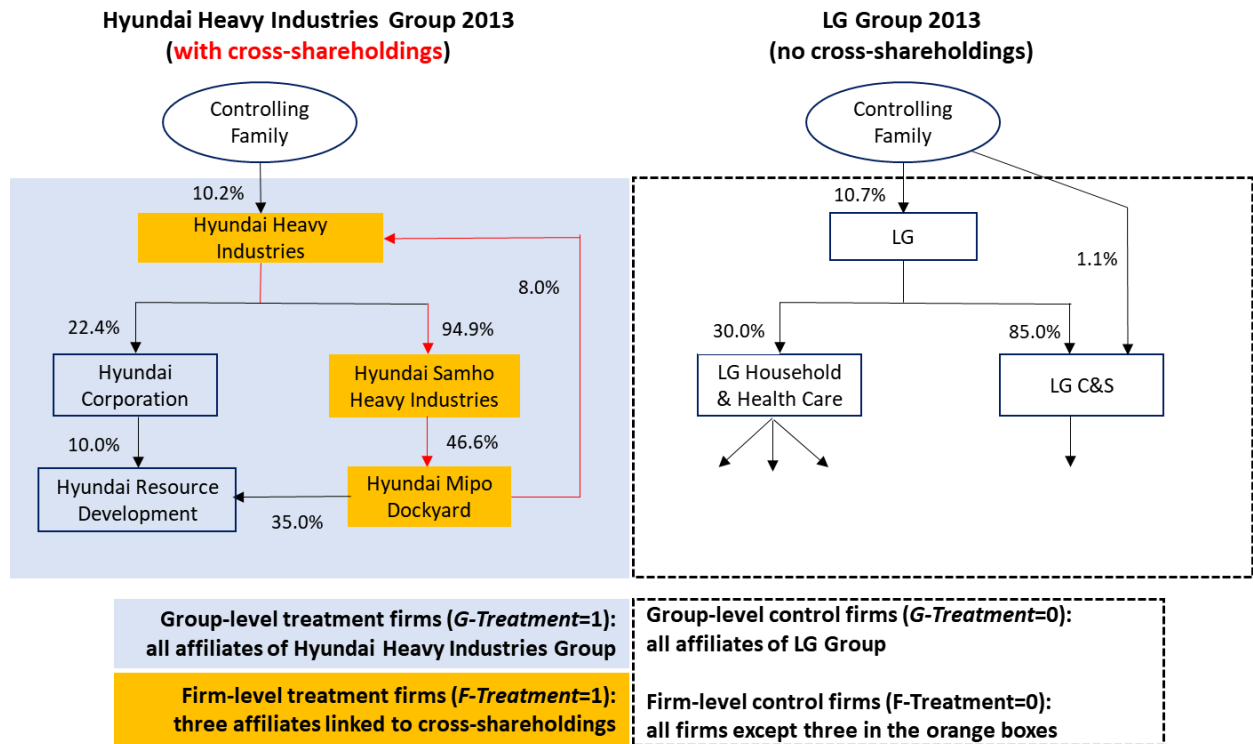 Hyundai Heavy Industries Group 2013
(with cross-shareholdings)
Controlling
Family
10.2%
Hyundai Heavy
Industries
8.0%
22.4%
94.9%
Hyundai
Corporation
Hyundai Samho
Heavy Industries
10.0%
46.6%
Hyundai Resource
Development
Hyundai Mipo
Dockyard
35.0%
LG Group 2013
(no cross-shareholdings)
Controlling
Family
10.7%
LG
1.1%
30.0%
85.0%
LG Household
& Health Care
LG C&S
Group-level treatment firms (G-Treatment=1):
all affiliates of Hyundai Heavy Industries Group
Firm-level treatment firms (F-Treatment=1):
three affiliates linked to cross-shareholdings
Group-level control firms (G-Treatment=0):
all affiliates of LG Group
Firm-level control firms (F-Treatment=0):
all firms except three in the orange boxes